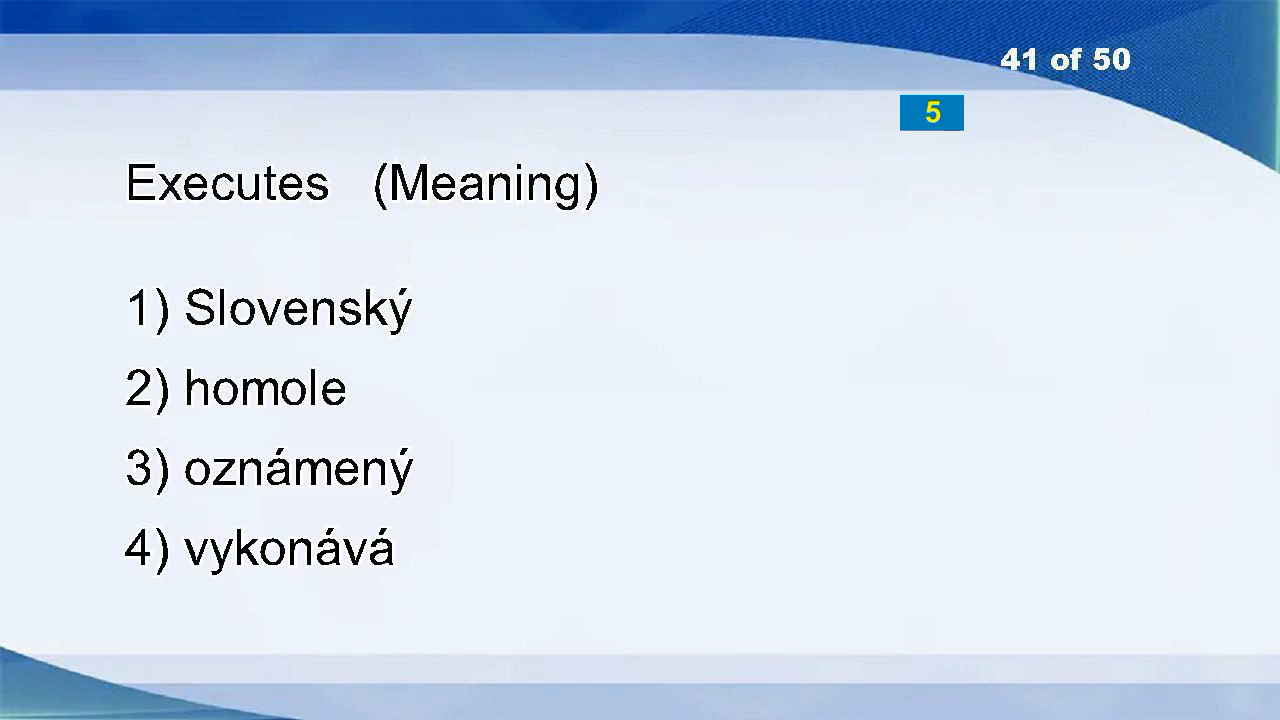 41 of 50
5
Executes (Meaning)
1) Slovenský
2) homole
3) oznámený
4) vykonává